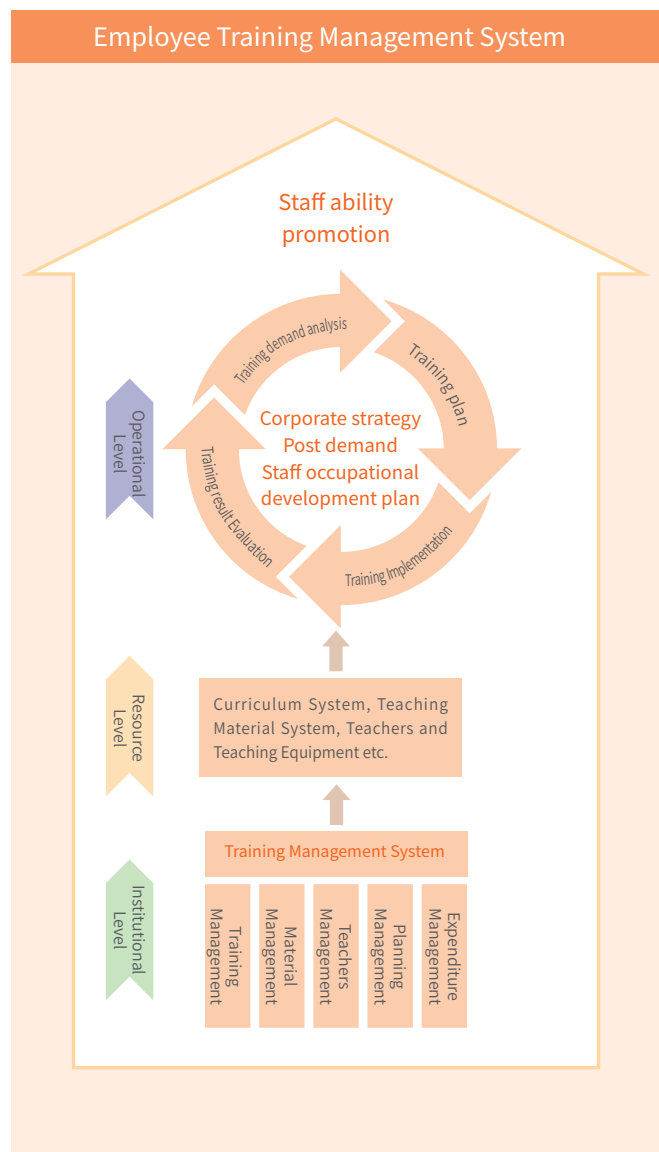 Employee Training Management System
Staff ability
promotion
Training demand analysis
Training plan
Training Implementation
Training result Evaluation
Corporate strategy
Post demand
Staff occupational
development plan
Operational
Level
Resource
Level
Curriculum System, Teaching
Material System, Teachers and
Teaching Equipment etc.
Institutional
Level
Training Management System
Training
Management
Material
Management
Teachers
Management
Planning
Management
Expenditure
Management